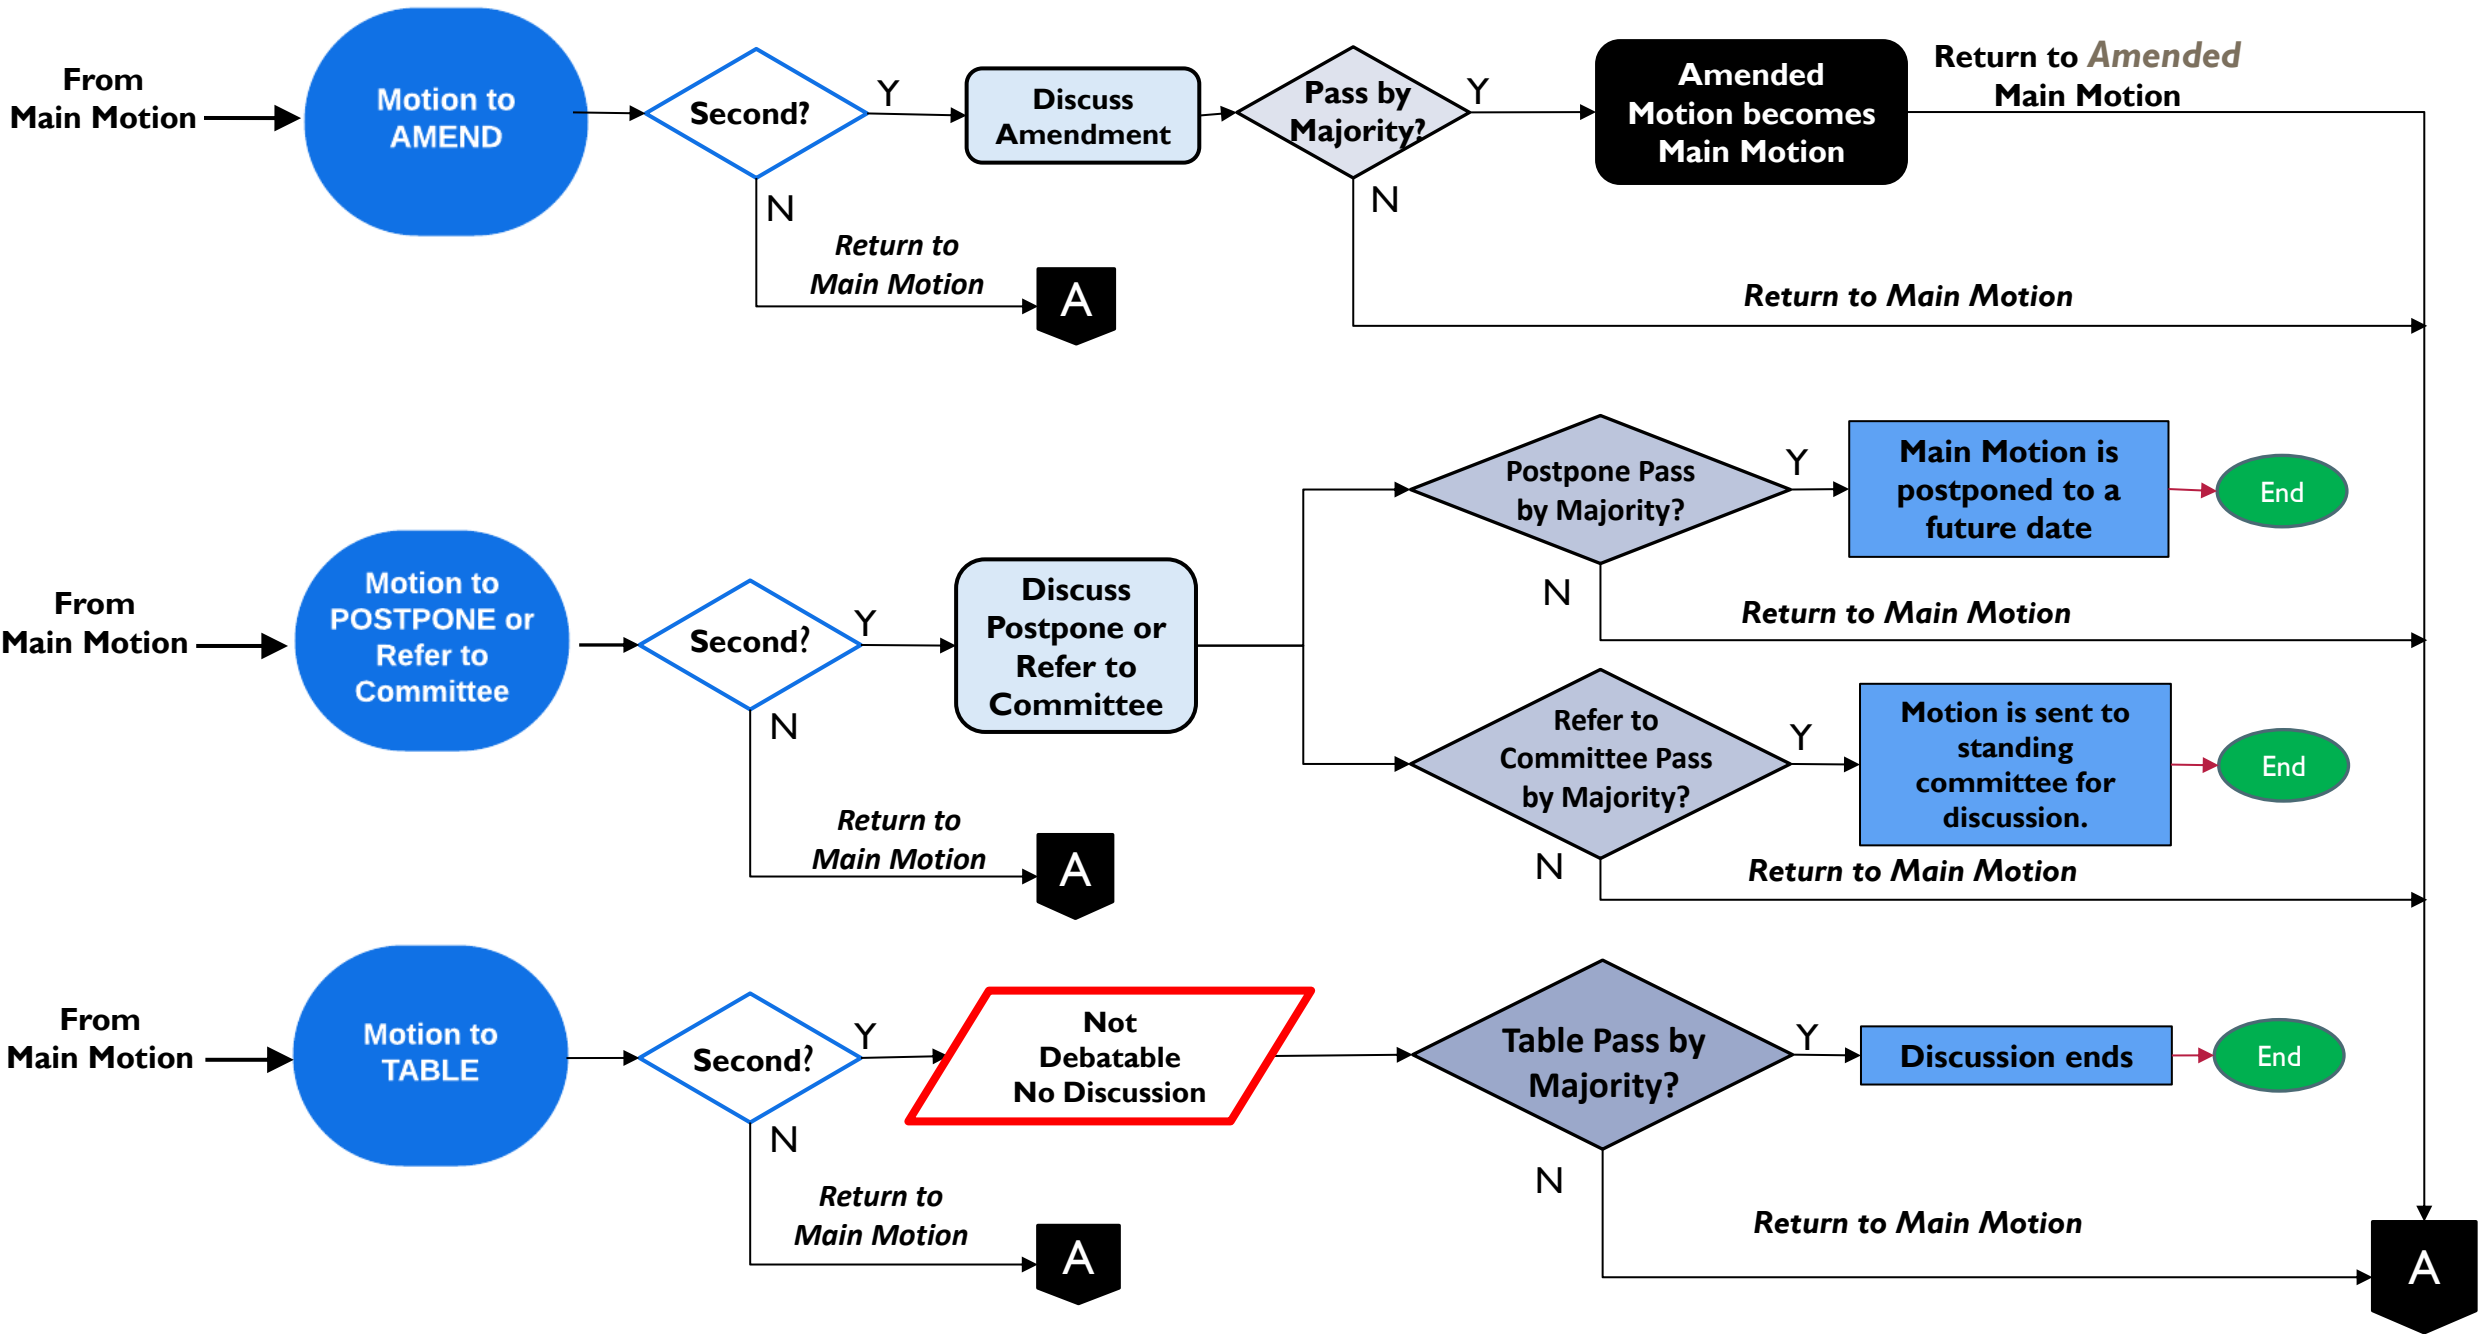 From
Main Motion
Motion to
AMEND
Second?
Y
N
Return to
Main Motion
A
Discuss
Amendment
Pass by
Majority?
Y
N
Amended
Motion becomes
Main Motion
Return to Amended
Main Motion
Return to Main Motion
From
Main Motion
Motion to
POSTPONE or
Refer to
Committee
Second?
Y
N
Return to
Main Motion
A
Discuss
Postpone or
Refer to
Committee
Postpone Pass
by Majority?
Y
N
Main Motion is
postponed to a
future date
End
Return to Main Motion
Refer to
Committee Pass
by Majority?
Y
N
Motion is sent to
standing
committee for
discussion.
End
Return to Main Motion
From
Main Motion
Motion to
TABLE
Second?
Y
N
Return to
Main Motion
A
Not
Debatable
No Discussion
Table Pass by
Majority?
Y
N
Discussion ends
End
Return to Main Motion
A